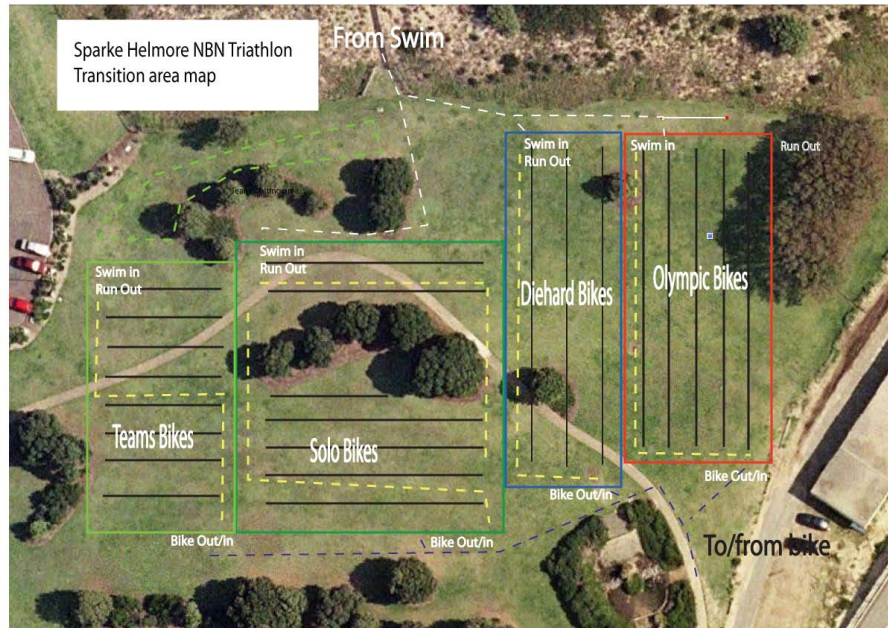 Sparke Helmore NBN Triathlon
Transition area map
From Swim
Swim in
Run Out
Swim in
Run Out
Swim in
Run Out
Swim in
Run Out
Diehard Bikes
Olympic Bikes
Teams Bikes
Solo Bikes
Bike Out/in
Bike Out/in
Bike Out/in
Bike Out/in
To/from bike